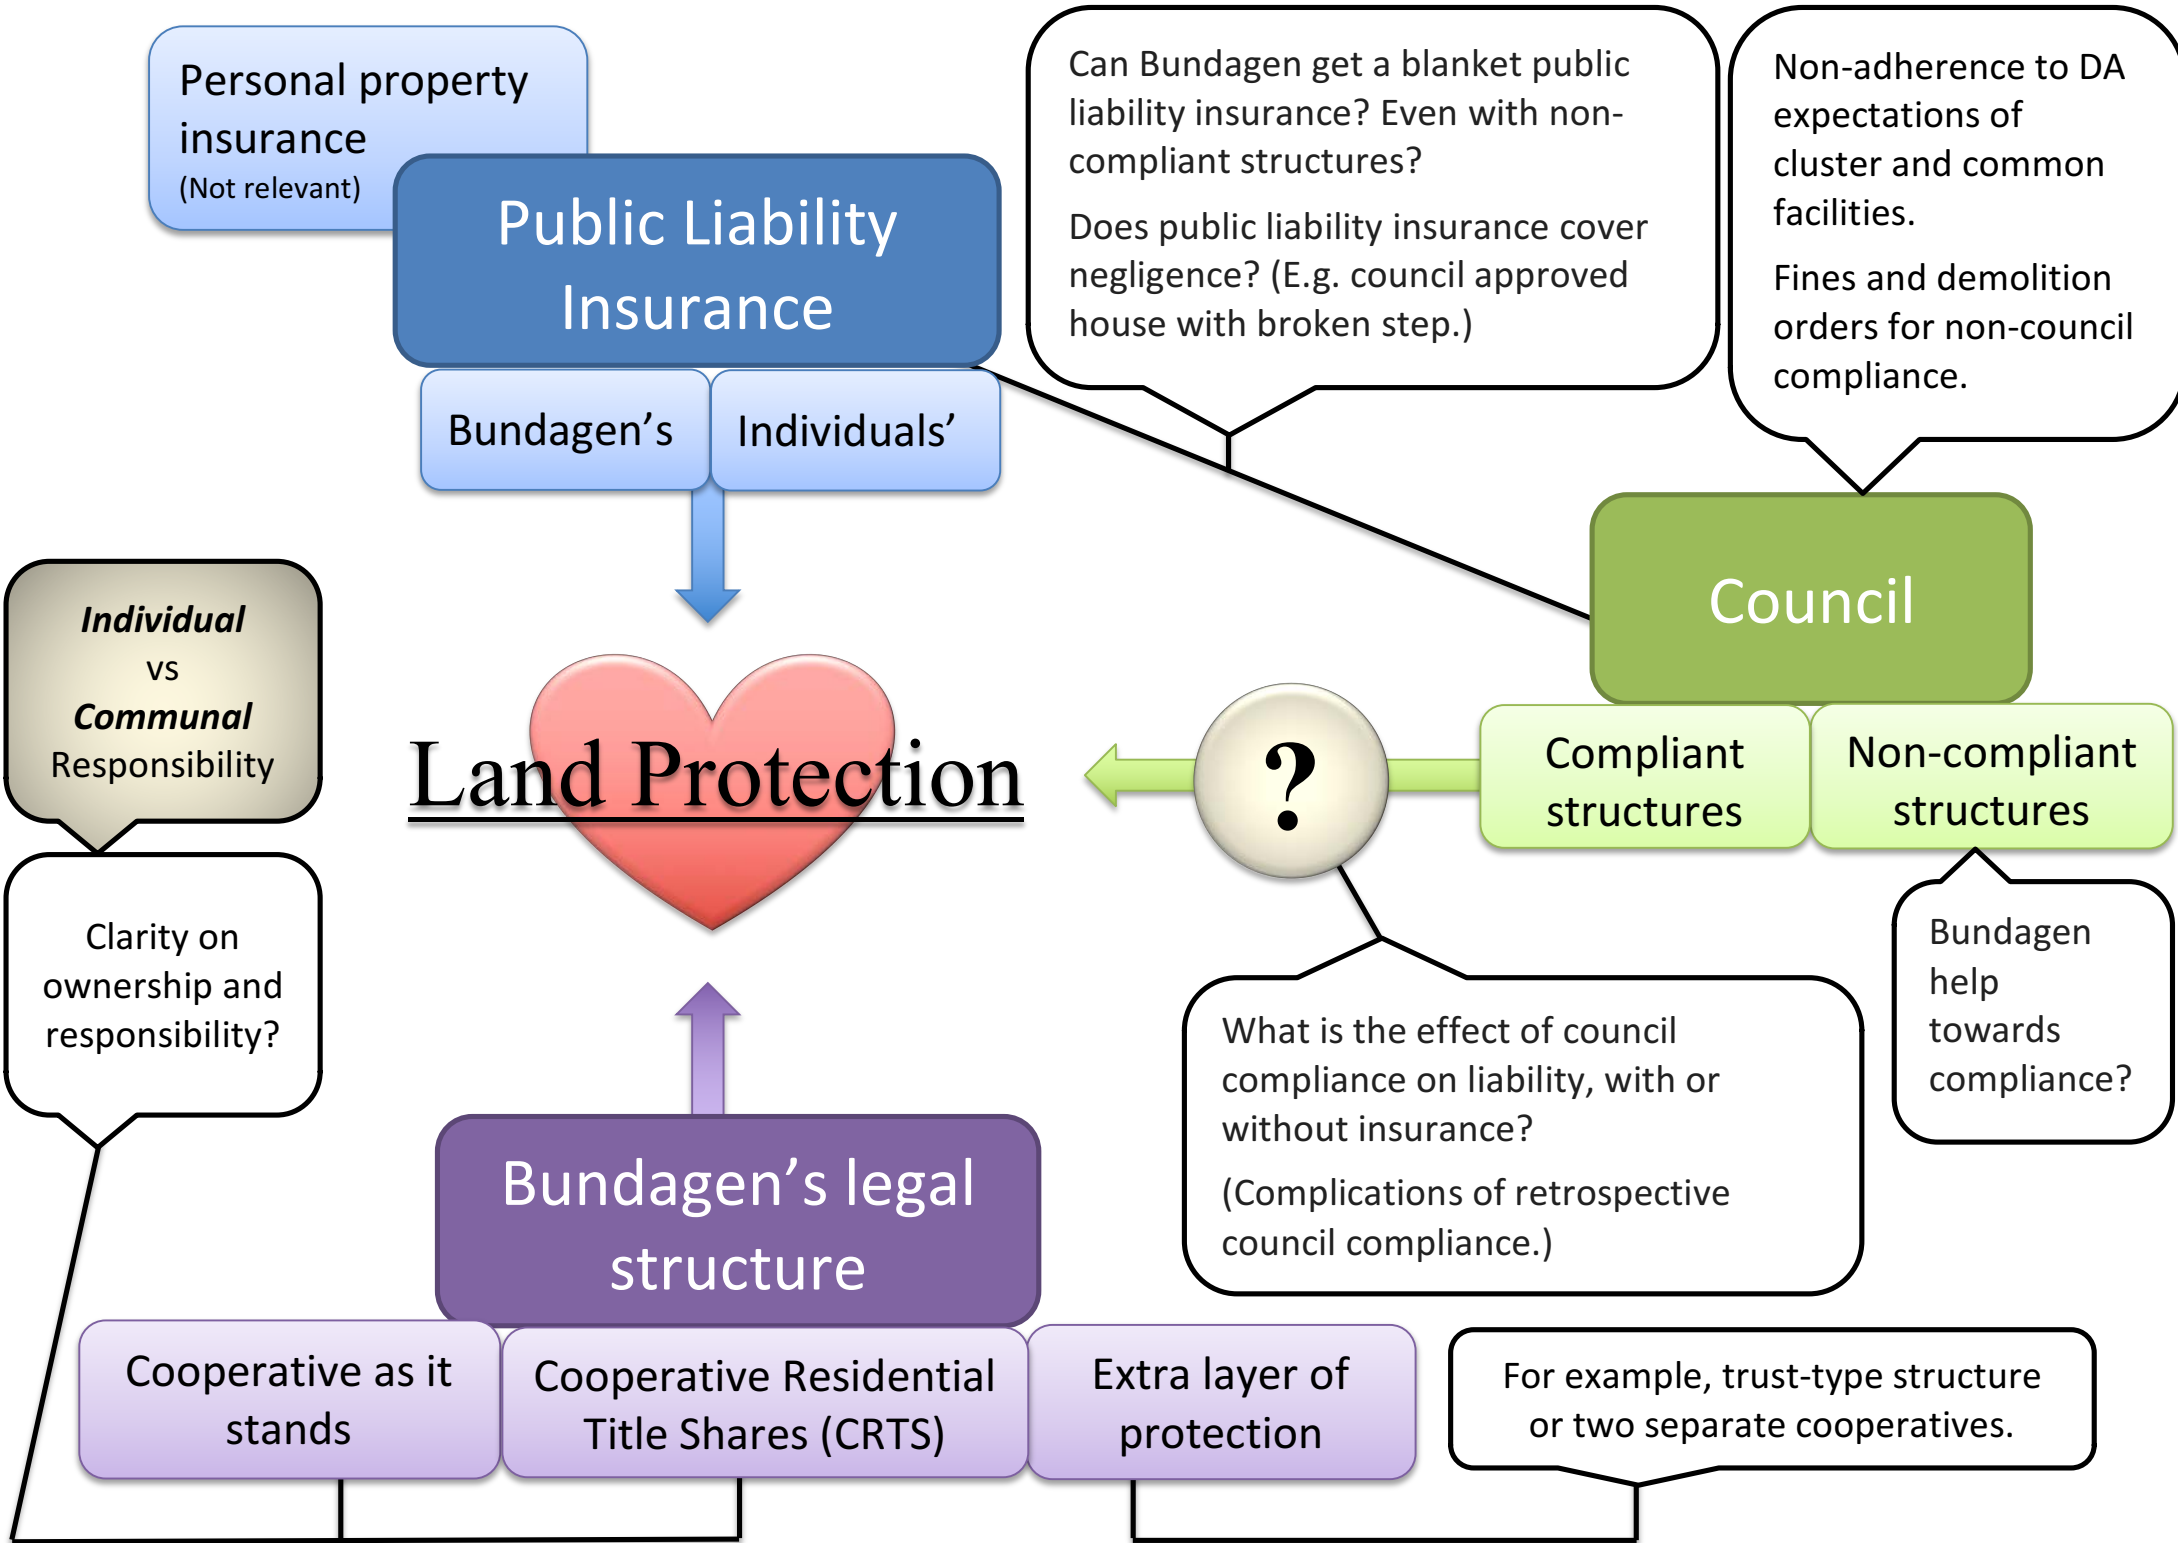 Personal property
insurance
(Not relevant)
Public Liability
Insurance
Bundagen’s
Individuals’
Can Bundagen get a blanket public
liability insurance? Even with non-
compliant structures?
Does public liability insurance cover
negligence? (E.g. council approved
house with broken step.)
Non-adherence to DA
expectations of
cluster and common
facilities.
Fines and demolition
orders for non-council
compliance.
Council
Compliant
structures
Non-compliant
structures
Individual
vs
Communal
Responsibility
Clarity on
ownership and
responsibility?
Land Protection
?
What is the effect of council
compliance on liability, with or
without insurance?
(Complications of retrospective
council compliance.)
Bundagen
help
towards
compliance?
Bundagen’s legal
structure
Cooperative as it
stands
Cooperative Residential
Title Shares (CRTS)
Extra layer of
protection
For example, trust-type structure
or two separate cooperatives.